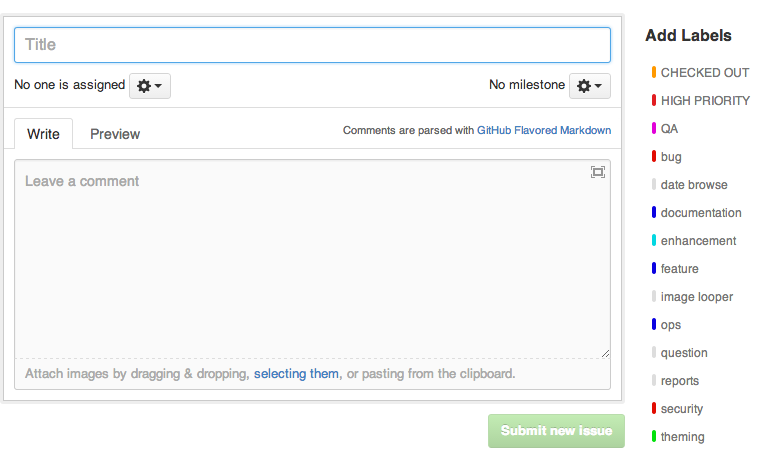 Title
No one is assigned
No milestone
Write
Preview
Comments are parsed with GitHub Flavored Markdown
Leave a comment
Attach images by dragging & dropping, selecting them, or pasting from the clipboard.
Submit new issue
Add Labels
CHECKED OUT
HIGH PRIORITY
QA
bug
date browse
documentation
enhancement
feature
image looper
ops
question
reports
security
theming